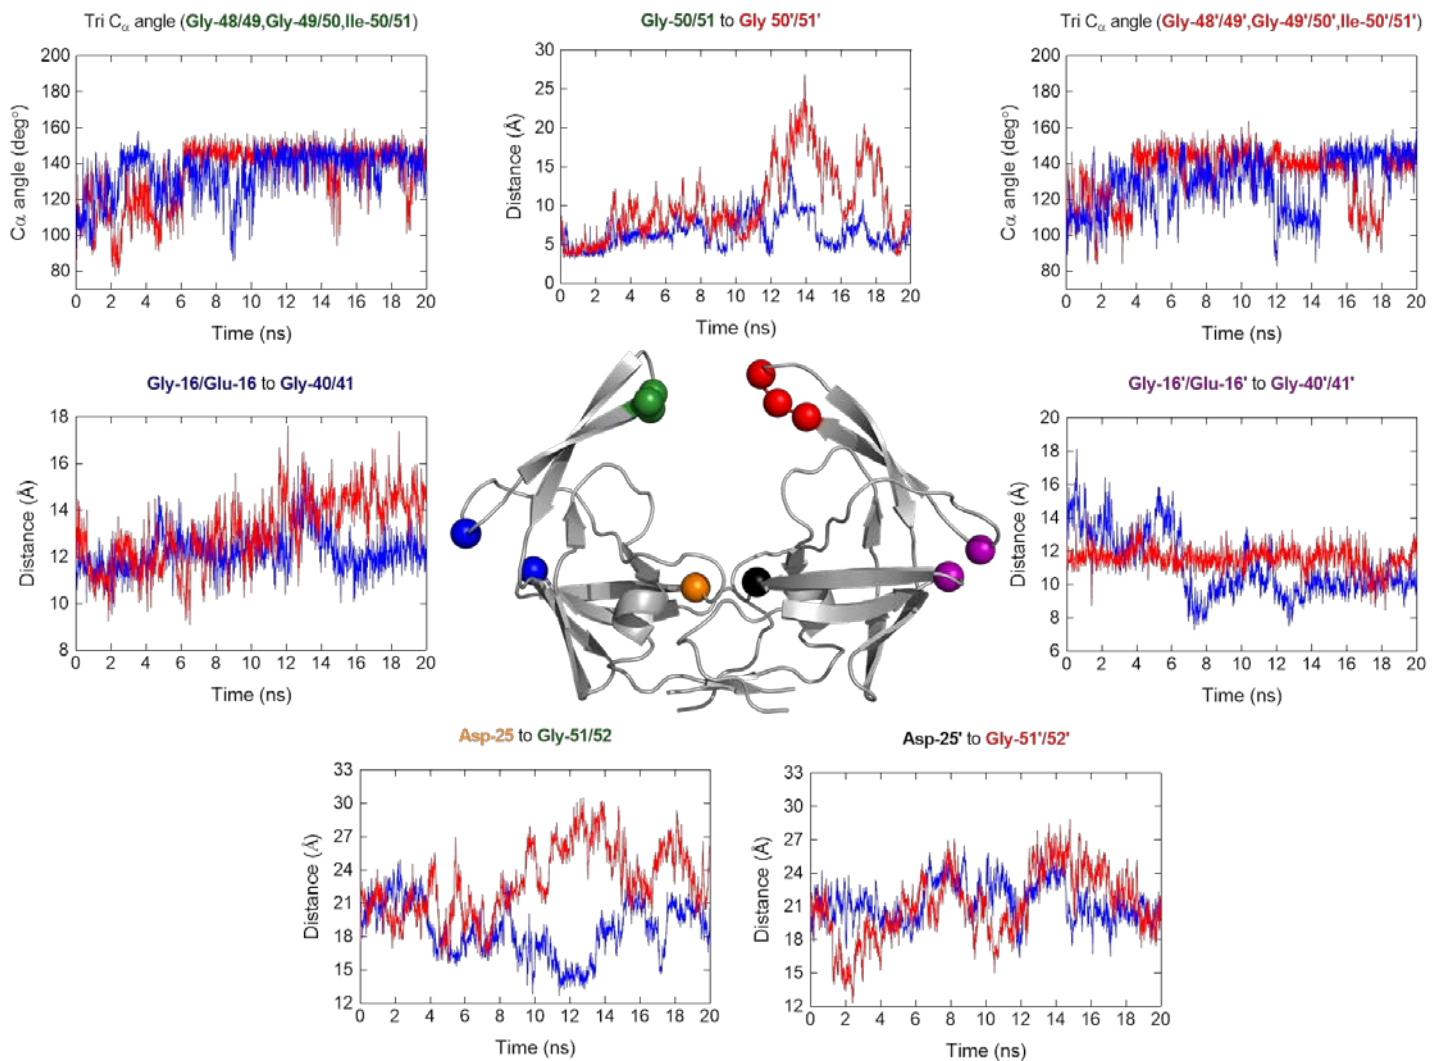 Tri Cα angle (Gly-48/49,Gly-49/50,Ile-50/51)
Cα angle (deg°)
200
180
160
140
120
100
80
0 2 4 6 8 10 12 14 16 18 20
Time (ns)
Gly-50/51 to Gly 50'/51'
Distance (Å)
30
25
20
15
10
5
0
0 2 4 6 8 10 12 14 16 18 20
Time (ns)
Tri Cα angle (Gly-48'/49',Gly-49'/50',Ile-50'/51')
Cα angle (deg°)
200
180
160
140
120
100
80
0 2 4 6 8 10 12 14 16 18 20
Time (ns)
Gly-16/Glu-16 to Gly-40/41
Distance (Å)
18
16
14
12
10
8
0 2 4 6 8 10 12 14 16 18 20
Time (ns)
Gly-16'/Glu-16' to Gly-40'/41'
Distance (Å)
20
18
16
14
12
10
8
6
0 2 4 6 8 10 12 14 16 18 20
Time (ns)
Asp-25 to Gly-51/52
Distance (Å)
33
30
27
24
21
18
15
12
0 2 4 6 8 10 12 14 16 18 20
Time (ns)
Asp-25' to Gly-51'/52'
Distance (Å)
33
30
27
24
21
18
15
12
0 2 4 6 8 10 12 14 16 18 20
Time (ns)